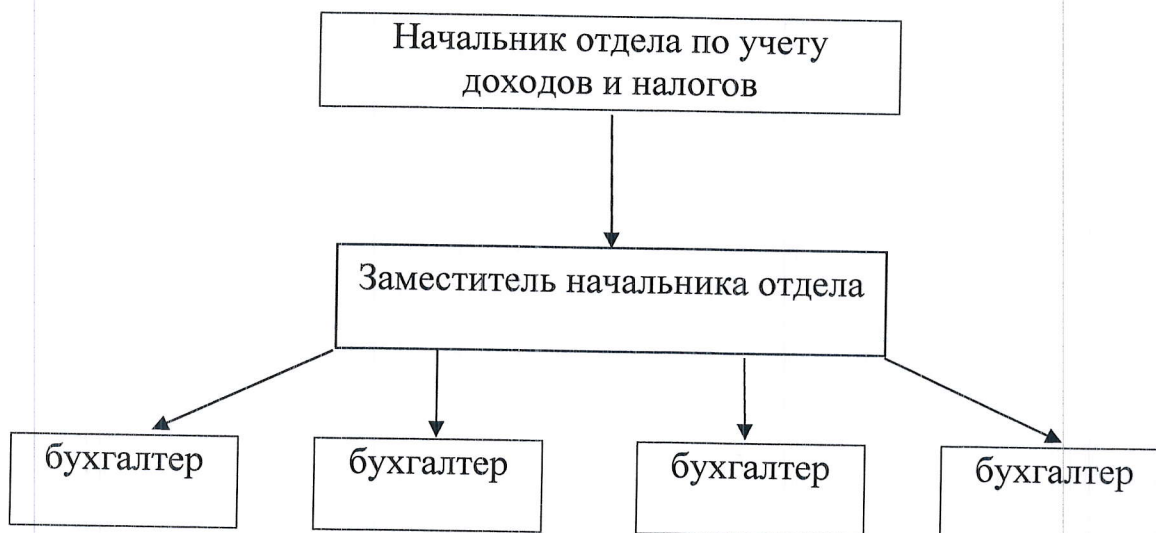 Начальник отдела по учету
доходов и налогов
Заместитель начальника отдела
бухгалтер
бухгалтер
бухгалтер
бухгалтер